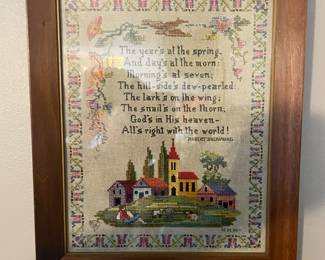 The year's at the spring,
And day's at the morn:
Morning's at seven;
The hill-side's dew-pearled:
The lark's on the wing;
The snail's on the thorn;
God's in His heaven-
All's right with the world!
ROBERT BROWNING